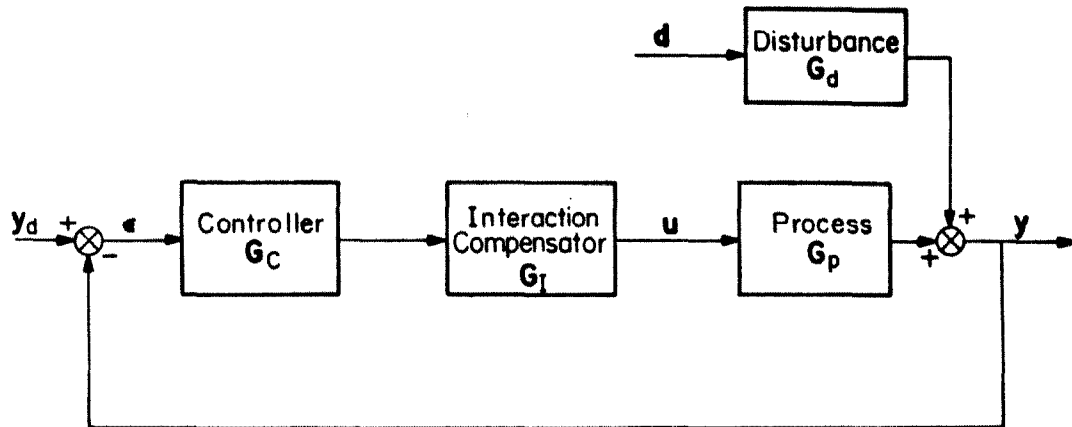 d
Disturbance
G_d
y_d
+
-
ϵ
Controller
G_C
Interaction
Compensator
G_I
u
Process
G_p
+
+
y